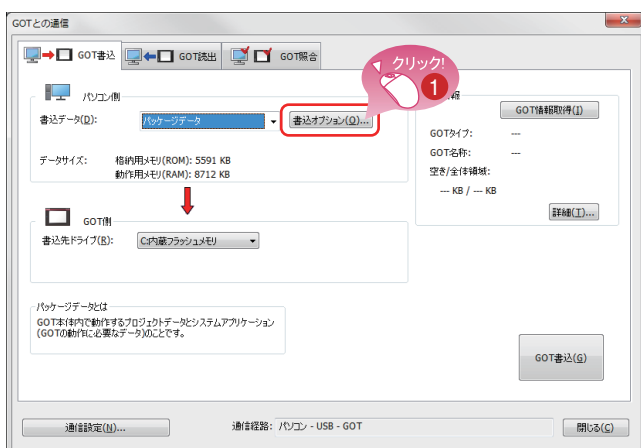 GOTとの通信
GOT書込
GOT読出
GOT照合
クリック!
1
パソコン側
書込データ(D):
パッケージデータ
書込オプション(O)...
データサイズ:
格納用メモリ(ROM): 5591 KB
動作用メモリ(RAM): 8712 KB
GOT側
書込先ドライブ(R):
C:内蔵フラッシュメモリ
パッケージデータとは
GOT本体内で動作するプロジェクトデータとシステムアプリケーション
(GOTの動作に必要なデータ)のことです。
GOT情報取得(I)
GOTタイプ:
---
GOT名称:
---
空き/全体領域:
--- KB / --- KB
詳細(T)...
GOT書込(G)
通信設定(N)...
通信経路:
パソコン - USB - GOT
閉じる(C)